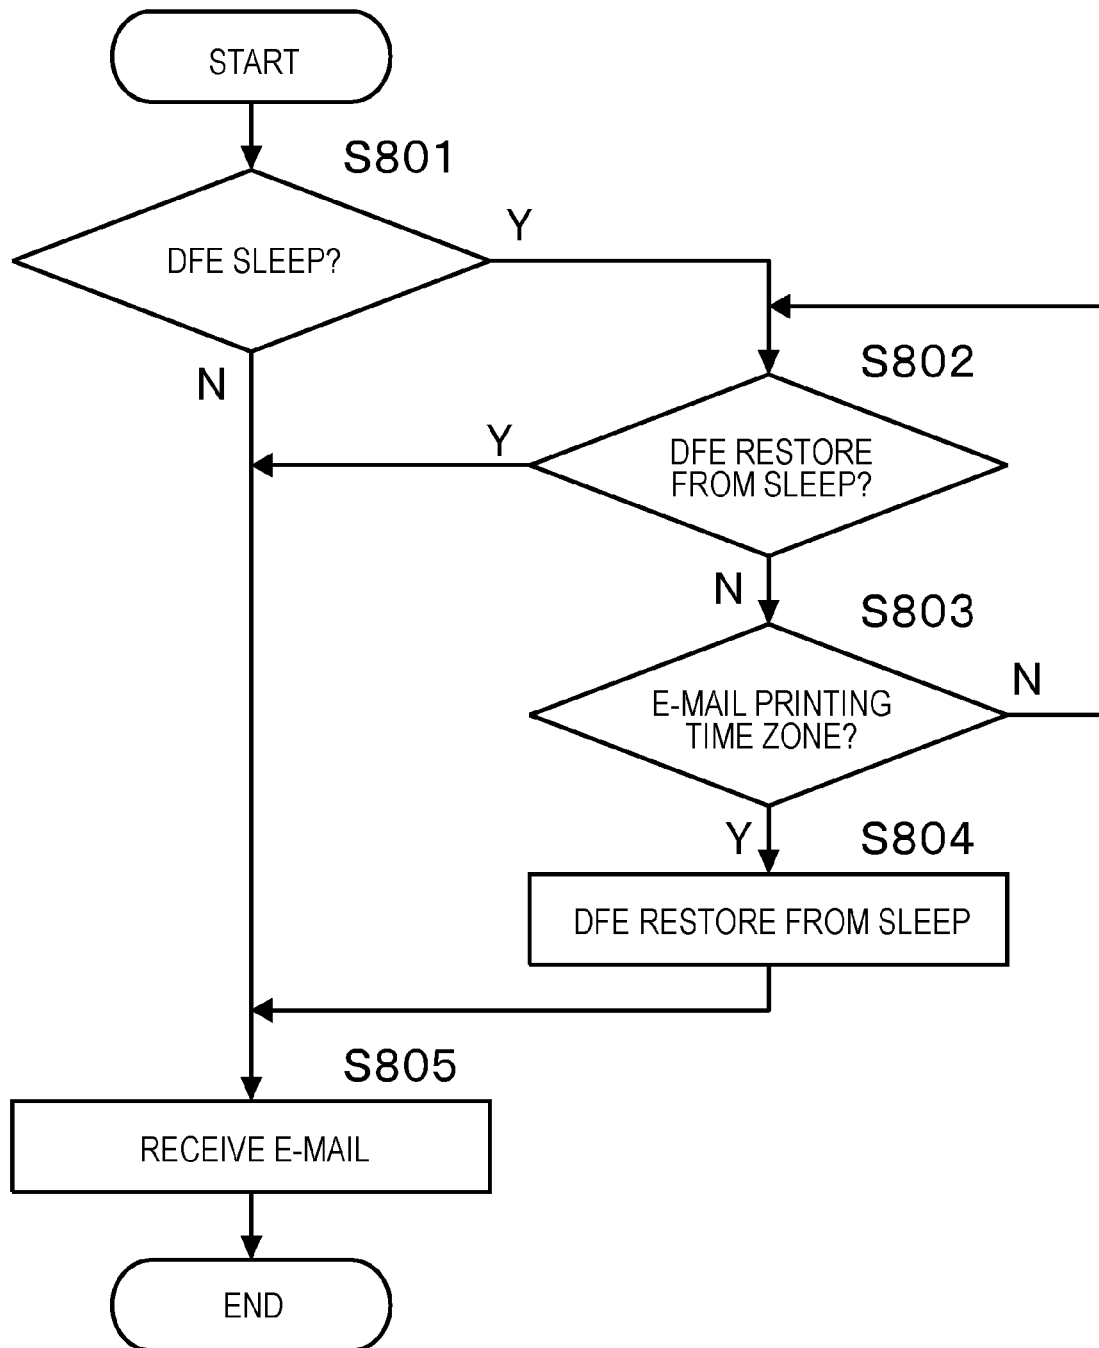 START
S801
DFE SLEEP?
Y
N
S802
DFE RESTORE
FROM SLEEP?
Y
N
S803
E-MAIL PRINTING
TIME ZONE?
N
Y
S804
DFE RESTORE FROM SLEEP
S805
RECEIVE E-MAIL
END